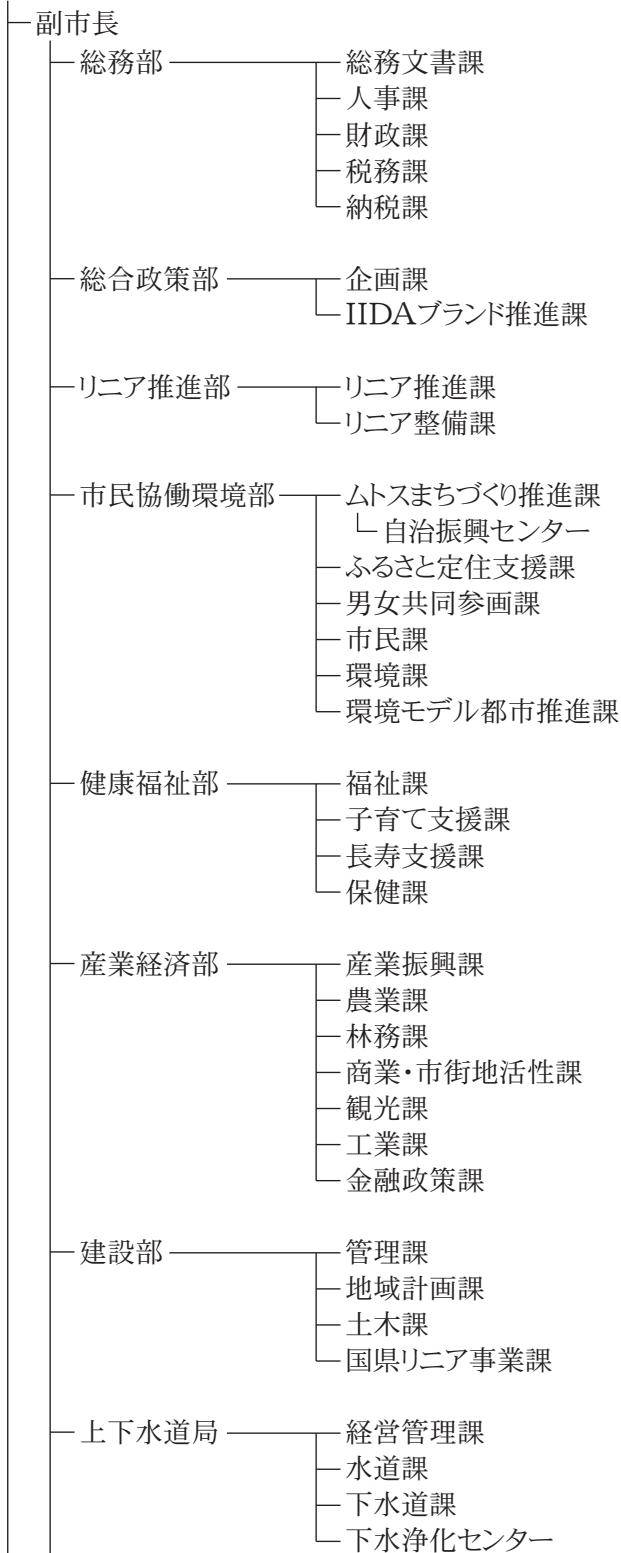 副市長
総務部 総務文書課
人事課
財政課
税務課
納税課
総合政策部 企画課
IIDAブランド推進課
リニア推進部 リニア推進課
リニア整備課
市民協働環境部 ムトスまちづくり推進課
自治振興センター
ふるさと定住支援課
男女共同参画課
市民課
環境課
環境モデル都市推進課
健康福祉部 福祉課
子育て支援課
長寿支援課
保健課
産業経済部 産業振興課
農業課
林務課
商業・市街地活性課
観光課
工業課
金融政策課
建設部 管理課
地域計画課
土木課
国県リニア事業課
上下水道局 経営管理課
水道課
下水道課
下水浄化センター